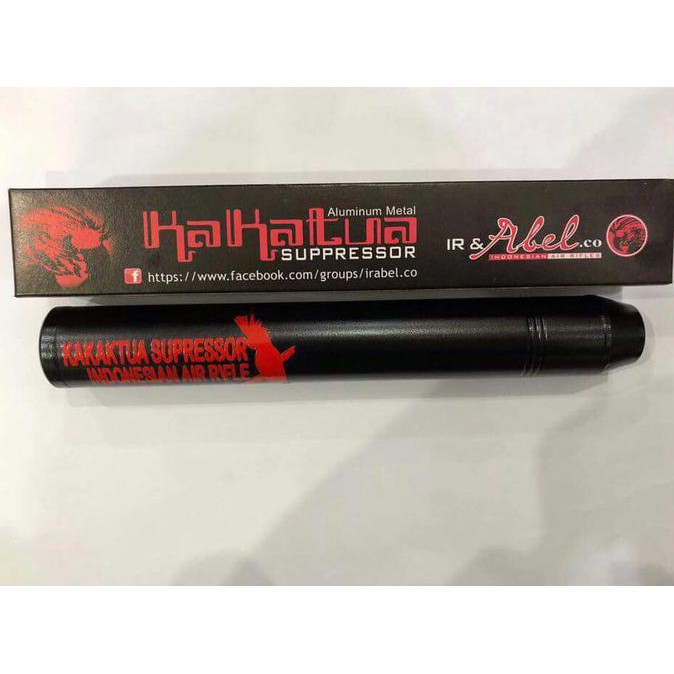 Aluminum Metal
KaKatua
SUPPRESSOR
f https://www.facebook.com/groups/irabel.co
IR & Abel.co
INDONESIAN AIR RIFLES
KAKAKTUA SUPRESSOR
INDONESIAN AIR RIFLE